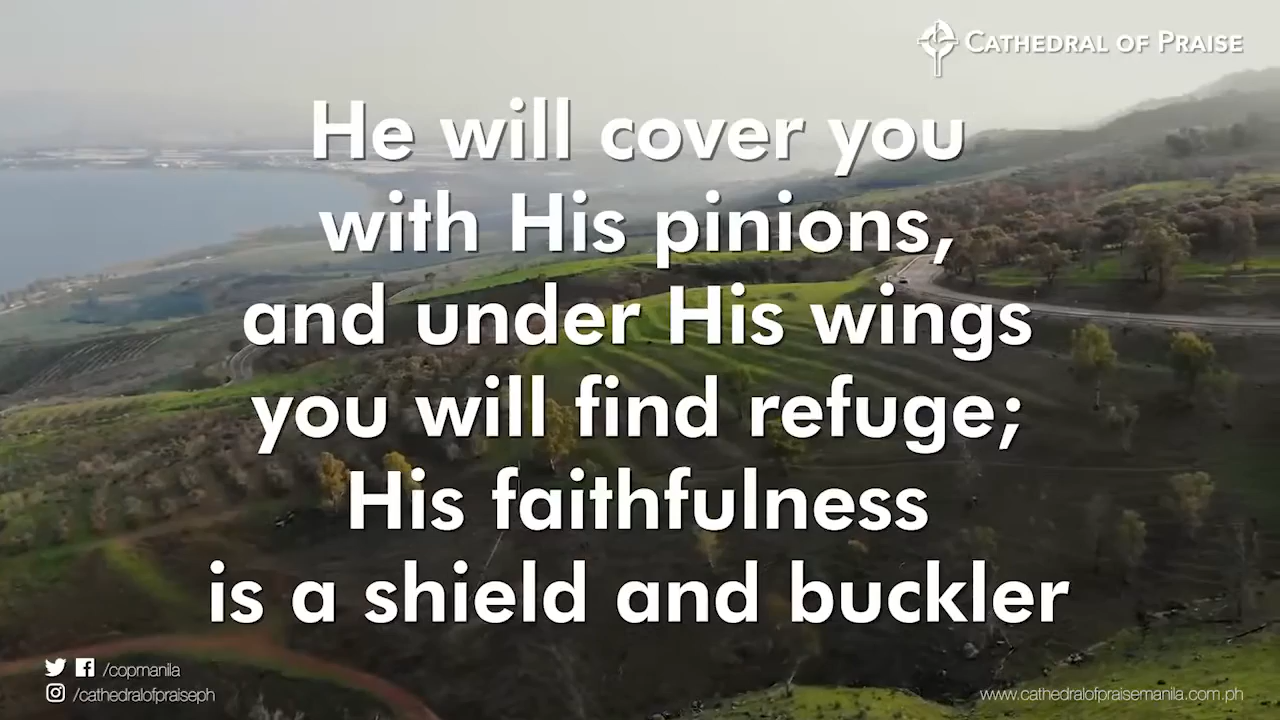 CATHEDRAL OF PRAISE
He will cover you
with His pinions,
and under His wings
you will find refuge;
His faithfulness
is a shield and buckler
/copmanila
/cathedralofpraiseph
www.cathedralofpraisemanila.com.ph